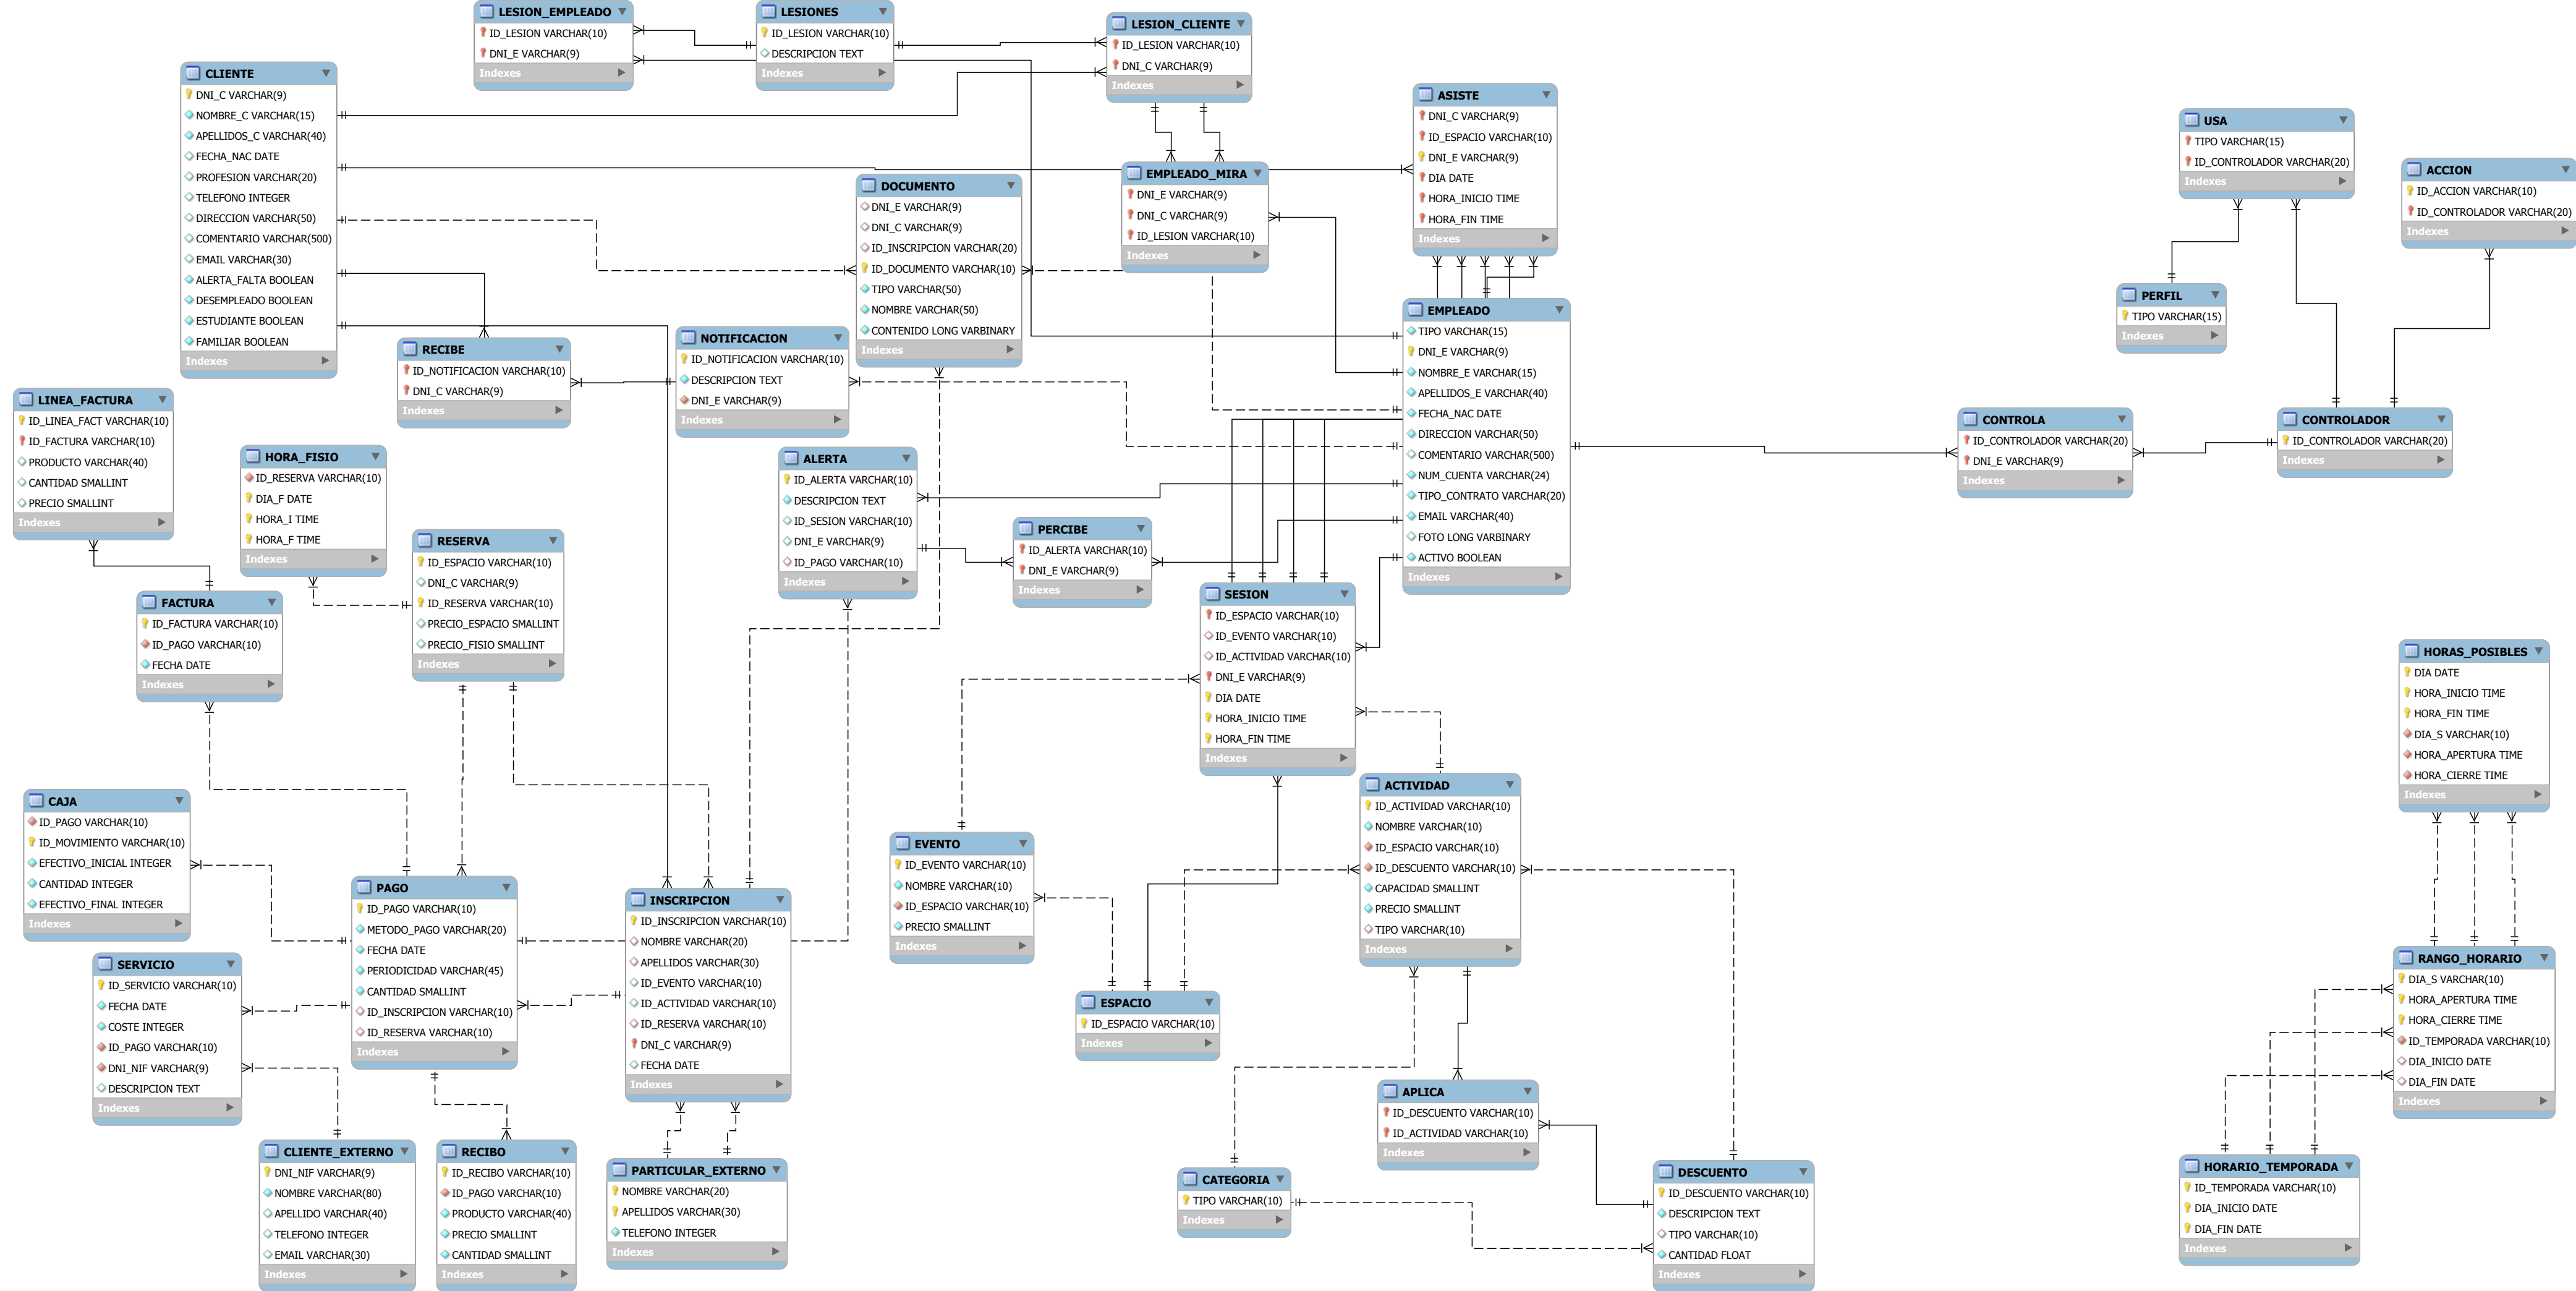 LESION_EMPLEADO
ID_LESION VARCHAR(10)
DNI_E VARCHAR(9)
Indexes
LESIONES
ID_LESION VARCHAR(10)
DESCRIPCION TEXT
Indexes
LESION_CLIENTE
ID_LESION VARCHAR(10)
DNI_C VARCHAR(9)
Indexes
CLIENTE
DNI_C VARCHAR(9)
NOMBRE_C VARCHAR(15)
APELLIDOS_C VARCHAR(40)
FECHA_NAC DATE
PROFESION VARCHAR(20)
TELEFONO INTEGER
DIRECCION VARCHAR(50)
COMENTARIO VARCHAR(500)
EMAIL VARCHAR(30)
ALERTA_FALTA BOOLEAN
DESEMPLEADO BOOLEAN
ESTUDIANTE BOOLEAN
FAMILIAR BOOLEAN
Indexes
ASISTE
DNI_C VARCHAR(9)
ID_ESPACIO VARCHAR(10)
DNI_E VARCHAR(9)
DIA DATE
HORA_INICIO TIME
HORA_FIN TIME
Indexes
USA
TIPO VARCHAR(15)
ID_CONTROLADOR VARCHAR(20)
Indexes
ACCION
ID_ACCION VARCHAR(10)
ID_CONTROLADOR VARCHAR(20)
Indexes
EMPLEADO_MIRA
DNI_E VARCHAR(9)
DNI_C VARCHAR(9)
ID_LESION VARCHAR(10)
Indexes
DOCUMENTO
DNI_E VARCHAR(9)
DNI_C VARCHAR(9)
ID_INSCRIPCION VARCHAR(20)
ID_DOCUMENTO VARCHAR(10)
TIPO VARCHAR(50)
NOMBRE VARCHAR(50)
CONTENIDO LONG VARBINARY
Indexes
PERFIL
TIPO VARCHAR(15)
Indexes
EMPLEADO
TIPO VARCHAR(15)
DNI_E VARCHAR(9)
NOMBRE_E VARCHAR(15)
APELLIDOS_E VARCHAR(40)
FECHA_NAC DATE
DIRECCION VARCHAR(50)
COMENTARIO VARCHAR(500)
NUM_CUENTA VARCHAR(24)
TIPO_CONTRATO VARCHAR(20)
EMAIL VARCHAR(40)
FOTO LONG VARBINARY
ACTIVO BOOLEAN
Indexes
NOTIFICACION
ID_NOTIFICACION VARCHAR(10)
DESCRIPCION TEXT
DNI_E VARCHAR(9)
Indexes
RECIBE
ID_NOTIFICACION VARCHAR(10)
DNI_C VARCHAR(9)
Indexes
LINEA_FACTURA
ID_LINEA_FACT VARCHAR(10)
ID_FACTURA VARCHAR(10)
PRODUCTO VARCHAR(40)
CANTIDAD SMALLINT
PRECIO SMALLINT
Indexes
CONTROLA
ID_CONTROLADOR VARCHAR(20)
DNI_E VARCHAR(9)
Indexes
CONTROLADOR
ID_CONTROLADOR VARCHAR(20)
Indexes
HORA_FISIO
ID_RESERVA VARCHAR(10)
DIA_F DATE
HORA_I TIME
HORA_F TIME
Indexes
ALERTA
ID_ALERTA VARCHAR(10)
DESCRIPCION TEXT
ID_SESION VARCHAR(10)
DNI_E VARCHAR(9)
ID_PAGO VARCHAR(10)
Indexes
PERCIBE
ID_ALERTA VARCHAR(10)
DNI_E VARCHAR(9)
Indexes
RESERVA
ID_ESPACIO VARCHAR(10)
DNI_C VARCHAR(9)
ID_RESERVA VARCHAR(10)
PRECIO_ESPACIO SMALLINT
PRECIO_FISIO SMALLINT
Indexes
FACTURA
ID_FACTURA VARCHAR(10)
ID_PAGO VARCHAR(10)
FECHA DATE
Indexes
SESION
ID_ESPACIO VARCHAR(10)
ID_EVENTO VARCHAR(10)
ID_ACTIVIDAD VARCHAR(10)
DNI_E VARCHAR(9)
DIA DATE
HORA_INICIO TIME
HORA_FIN TIME
Indexes
HORAS_POSIBLES
DIA DATE
HORA_INICIO TIME
HORA_FIN TIME
DIA_S VARCHAR(10)
HORA_APERTURA TIME
HORA_CIERRE TIME
Indexes
ACTIVIDAD
ID_ACTIVIDAD VARCHAR(10)
NOMBRE VARCHAR(10)
ID_ESPACIO VARCHAR(10)
ID_DESCUENTO VARCHAR(10)
CAPACIDAD SMALLINT
PRECIO SMALLINT
TIPO VARCHAR(10)
Indexes
CAJA
ID_PAGO VARCHAR(10)
ID_MOVIMIENTO VARCHAR(10)
EFECTIVO_INICIAL INTEGER
CANTIDAD INTEGER
EFECTIVO_FINAL INTEGER
Indexes
EVENTO
ID_EVENTO VARCHAR(10)
NOMBRE VARCHAR(10)
ID_ESPACIO VARCHAR(10)
PRECIO SMALLINT
Indexes
PAGO
ID_PAGO VARCHAR(10)
METODO_PAGO VARCHAR(20)
FECHA DATE
PERIODICIDAD VARCHAR(45)
CANTIDAD SMALLINT
ID_INSCRIPCION VARCHAR(10)
ID_RESERVA VARCHAR(10)
Indexes
INSCRIPCION
ID_INSCRIPCION VARCHAR(10)
NOMBRE VARCHAR(20)
APELLIDOS VARCHAR(30)
ID_EVENTO VARCHAR(10)
ID_ACTIVIDAD VARCHAR(10)
ID_RESERVA VARCHAR(10)
DNI_C VARCHAR(9)
FECHA DATE
Indexes
SERVICIO
ID_SERVICIO VARCHAR(10)
FECHA DATE
COSTE INTEGER
ID_PAGO VARCHAR(10)
DNI_NIF VARCHAR(9)
DESCRIPCION TEXT
Indexes
RANGO_HORARIO
DIA_S VARCHAR(10)
HORA_APERTURA TIME
HORA_CIERRE TIME
ID_TEMPORADA VARCHAR(10)
DIA_INICIO DATE
DIA_FIN DATE
Indexes
ESPACIO
ID_ESPACIO VARCHAR(10)
Indexes
APLICA
ID_DESCUENTO VARCHAR(10)
ID_ACTIVIDAD VARCHAR(10)
Indexes
CLIENTE_EXTERNO
DNI_NIF VARCHAR(9)
NOMBRE VARCHAR(80)
APELLIDO VARCHAR(40)
TELEFONO INTEGER
EMAIL VARCHAR(30)
Indexes
RECIBO
ID_RECIBO VARCHAR(10)
ID_PAGO VARCHAR(10)
PRODUCTO VARCHAR(40)
PRECIO SMALLINT
CANTIDAD SMALLINT
Indexes
PARTICULAR_EXTERNO
NOMBRE VARCHAR(20)
APELLIDOS VARCHAR(30)
TELEFONO INTEGER
Indexes
CATEGORIA
TIPO VARCHAR(10)
Indexes
DESCUENTO
ID_DESCUENTO VARCHAR(10)
DESCRIPCION TEXT
TIPO VARCHAR(10)
CANTIDAD FLOAT
Indexes
HORARIO_TEMPORADA
ID_TEMPORADA VARCHAR(10)
DIA_INICIO DATE
DIA_FIN DATE
Indexes